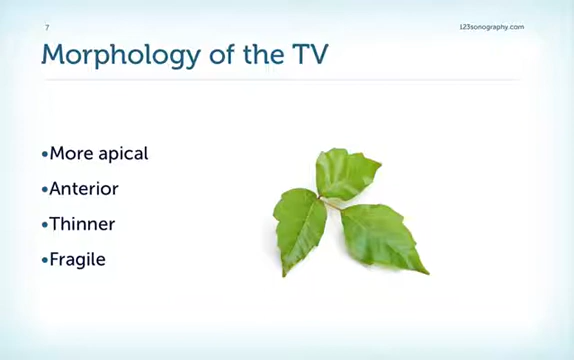 7
123sonography.com
Morphology of the TV
•More apical
•Anterior
•Thinner
•Fragile